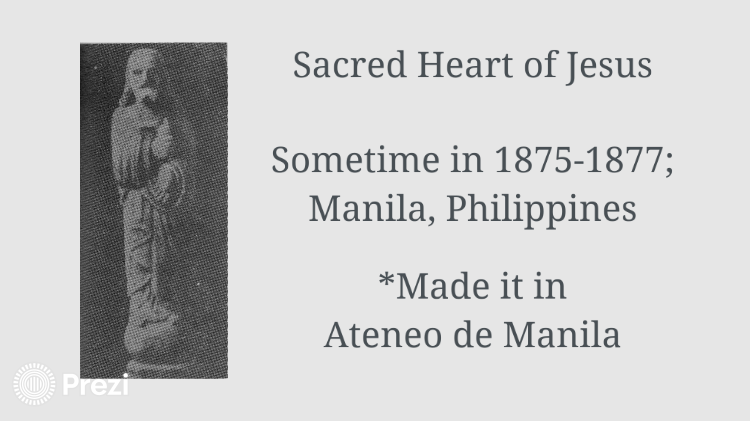 Sacred Heart of Jesus
Sometime in 1875-1877;
Manila, Philippines
*Made it in
Ateneo de Manila
Prezi